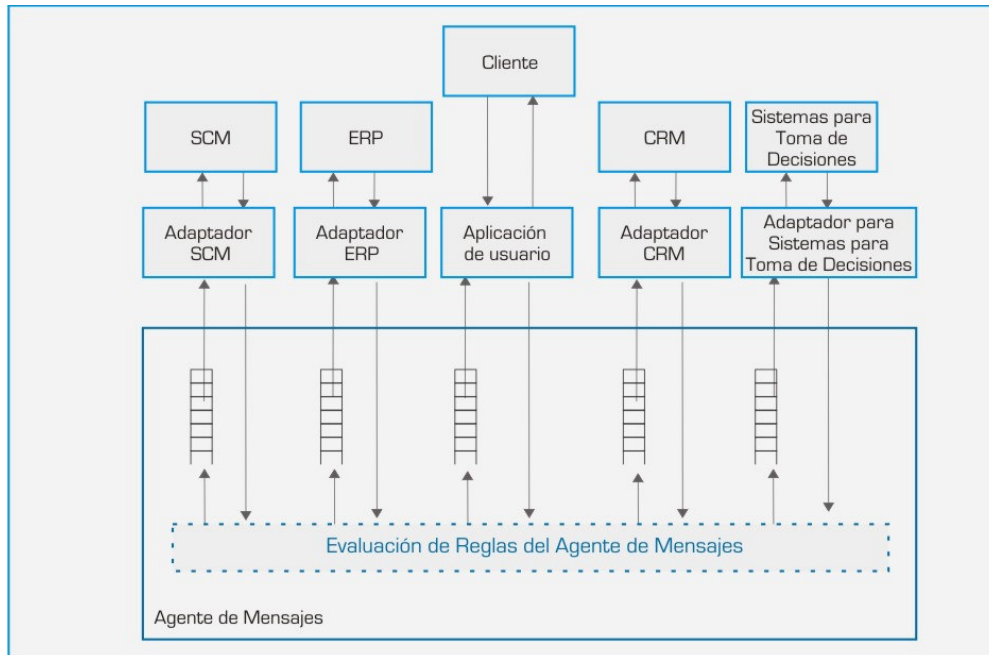 Cliente
SCM
ERP
CRM
Sistemas para
Toma de
Decisiones
Adaptador
SCM
Adaptador
ERP
Aplicación
de usuario
Adaptador
CRM
Adaptador para
Sistemas para
Toma de Decisiones
Evaluación de Reglas del Agente de Mensajes
Agente de Mensajes